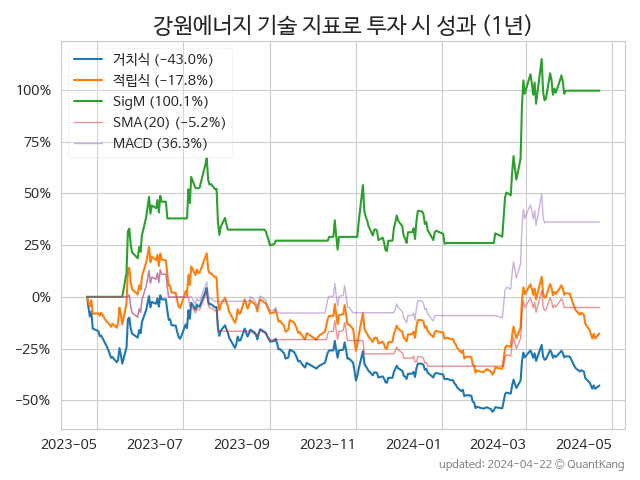 강원에너지 기술 지표로 투자 시 성과 (1년)
거치식 (−43.0%)
적립식 (−17.8%)
SigM (100.1%)
SMA(20) (−5.2%)
MACD (36.3%)
100%
75%
50%
25%
0%
−25%
−50%
2023-05 2023-07 2023-09 2023-11 2024-01 2024-03 2024-05
updated: 2024-04-22 © QuantKang